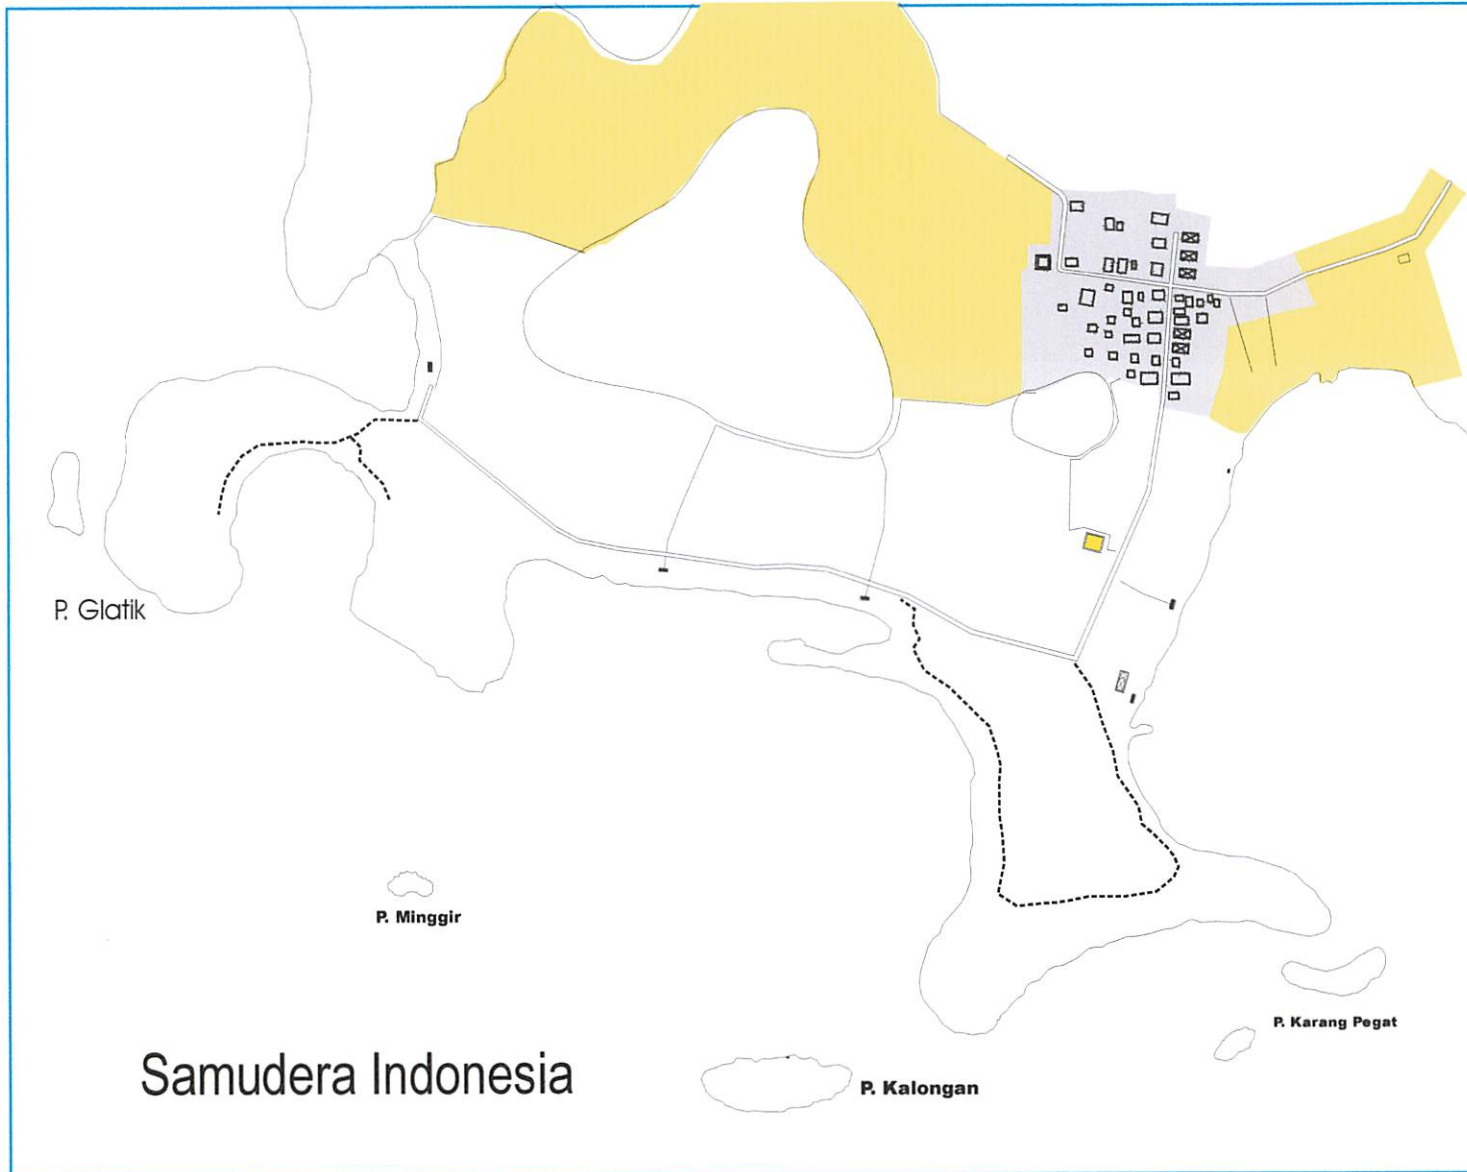 P. Glatik
P. Minggir
P. Karang Pegat
Samudera Indonesia
P. Kalongan